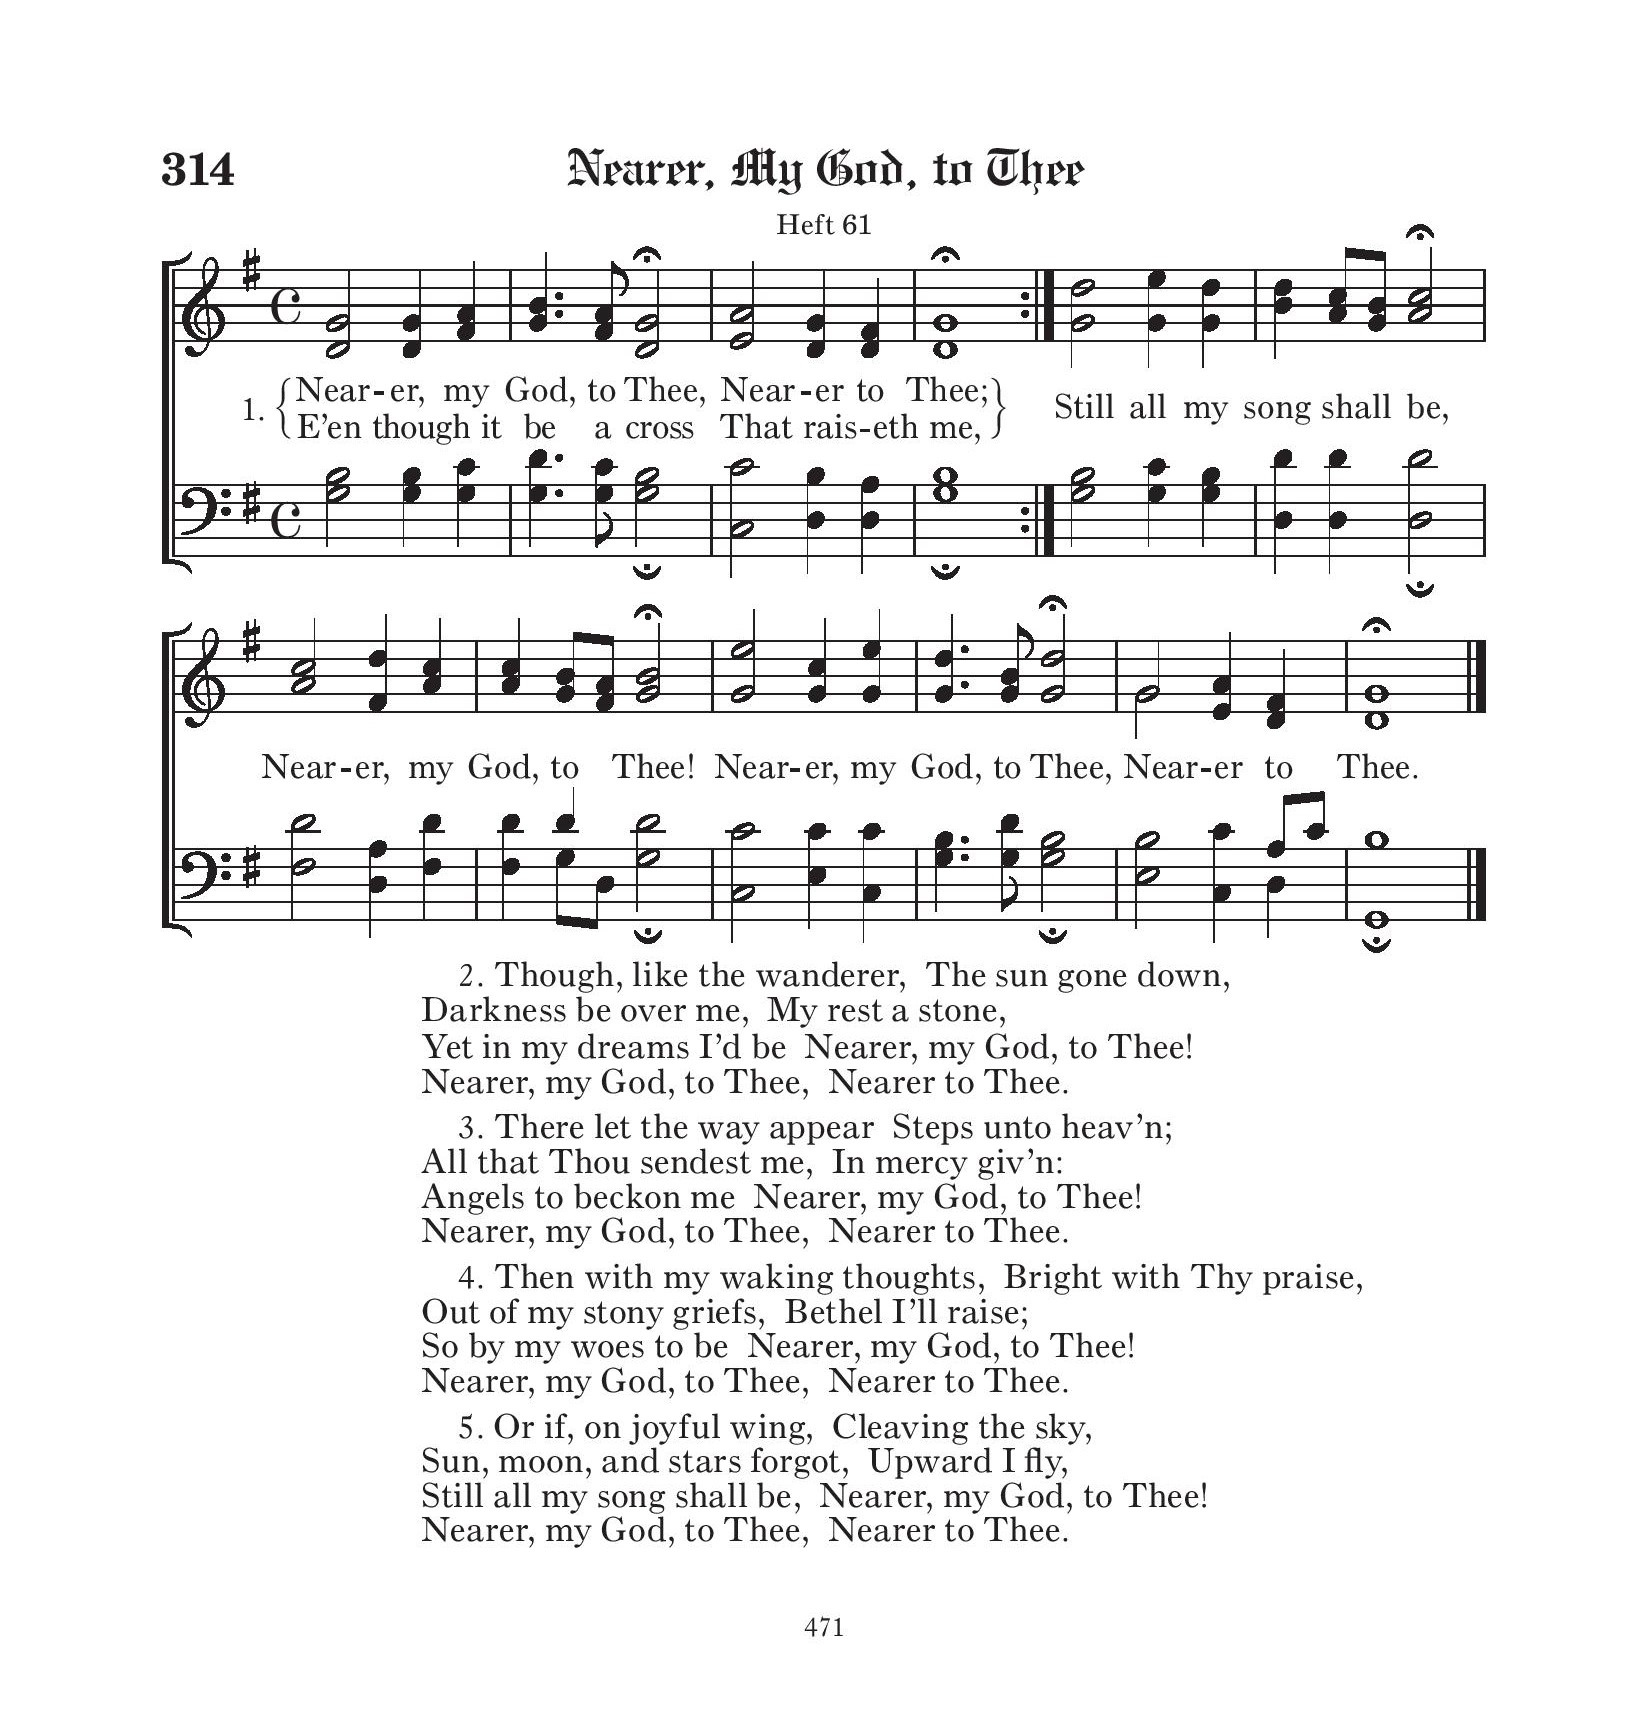 314 Nearer, My God, to Thee
Heft 61
1. {Near-er, my God, to Thee, Near-er to Thee;} Still all my song shall be,
{E’en though it be a cross That rais-eth me,}
Near-er, my God, to Thee! Near-er, my God, to Thee, Near-er to Thee.
2. Though, like the wanderer, The sun gone down,
Darkness be over me, My rest a stone,
Yet in my dreams I’d be Nearer, my God, to Thee!
Nearer, my God, to Thee, Nearer to Thee.
3. There let the way appear Steps unto heav’n;
All that Thou sendest me, In mercy giv’n:
Angels to beckon me Nearer, my God, to Thee!
Nearer, my God, to Thee, Nearer to Thee.
4. Then with my waking thoughts, Bright with Thy praise,
Out of my stony griefs, Bethel I’ll raise;
So by my woes to be Nearer, my God, to Thee!
Nearer, my God, to Thee, Nearer to Thee.
5. Or if, on joyful wing, Cleaving the sky,
Sun, moon, and stars forgot, Upward I fly,
Still all my song shall be, Nearer, my God, to Thee!
Nearer, my God, to Thee, Nearer to Thee.
471